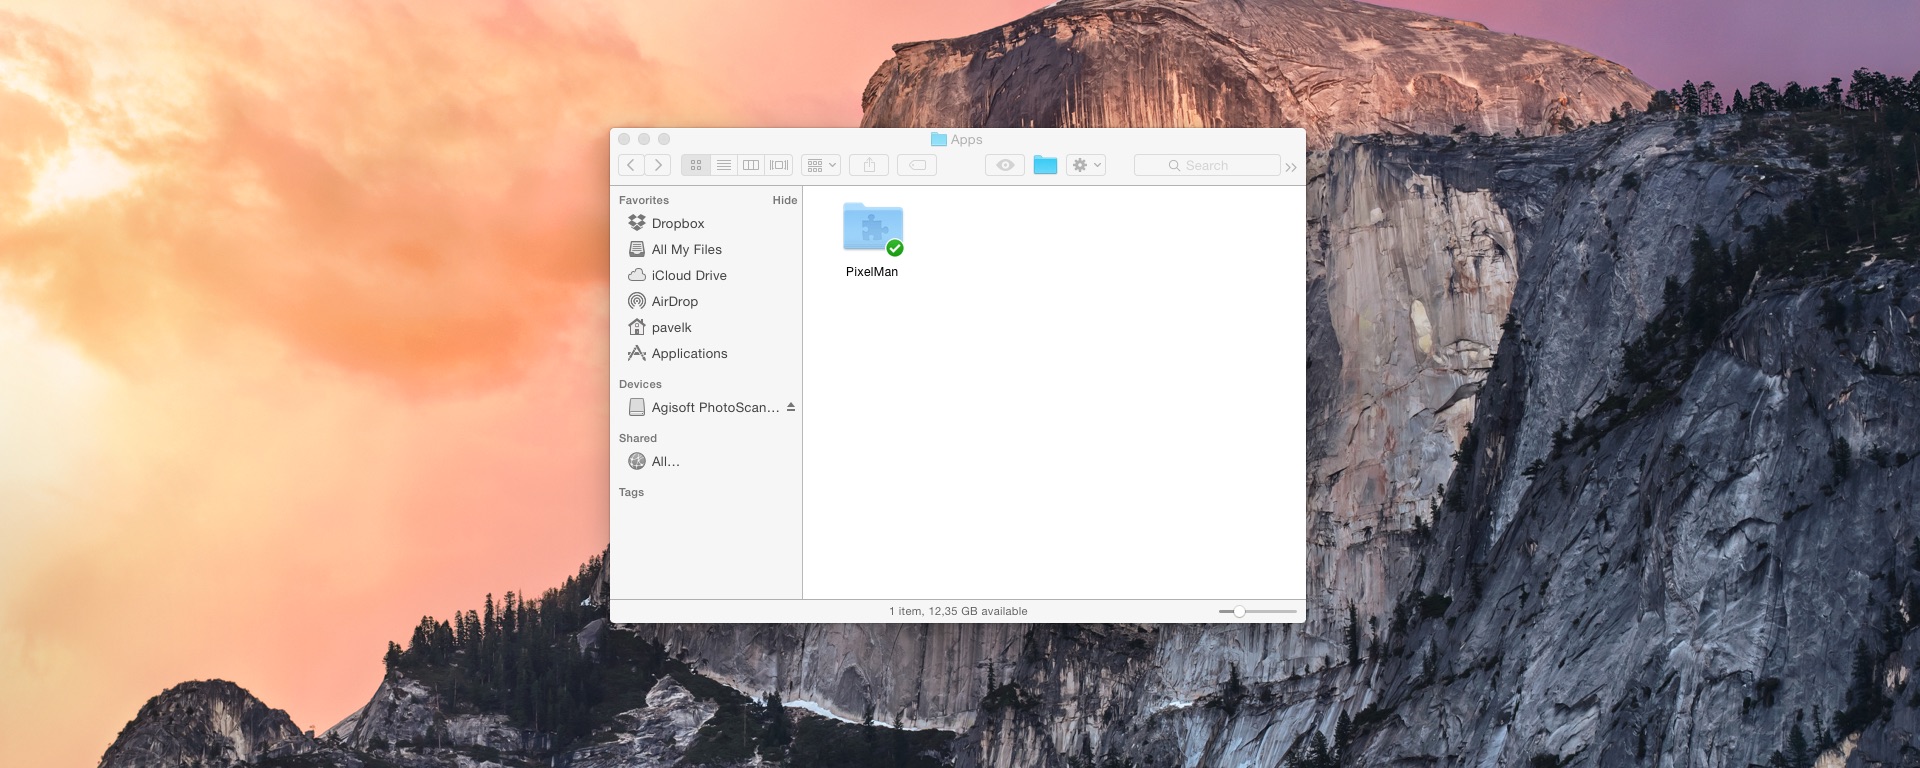 Apps
Search
Favorites Hide
Dropbox
All My Files
iCloud Drive
AirDrop
pavelk
Applications
Devices
Agisoft PhotoScan...
Shared
All...
Tags
PixelMan
1 item, 12,35 GB available